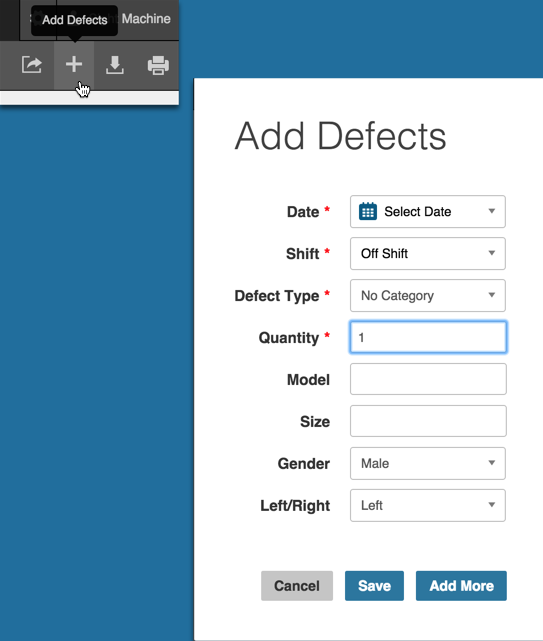 Add Defects
Machine
Add Defects
Date *
Select Date
Shift *
Off Shift
Defect Type *
No Category
Quantity *
1
Model
Size
Gender
Male
Left/Right
Left
Cancel
Save
Add More